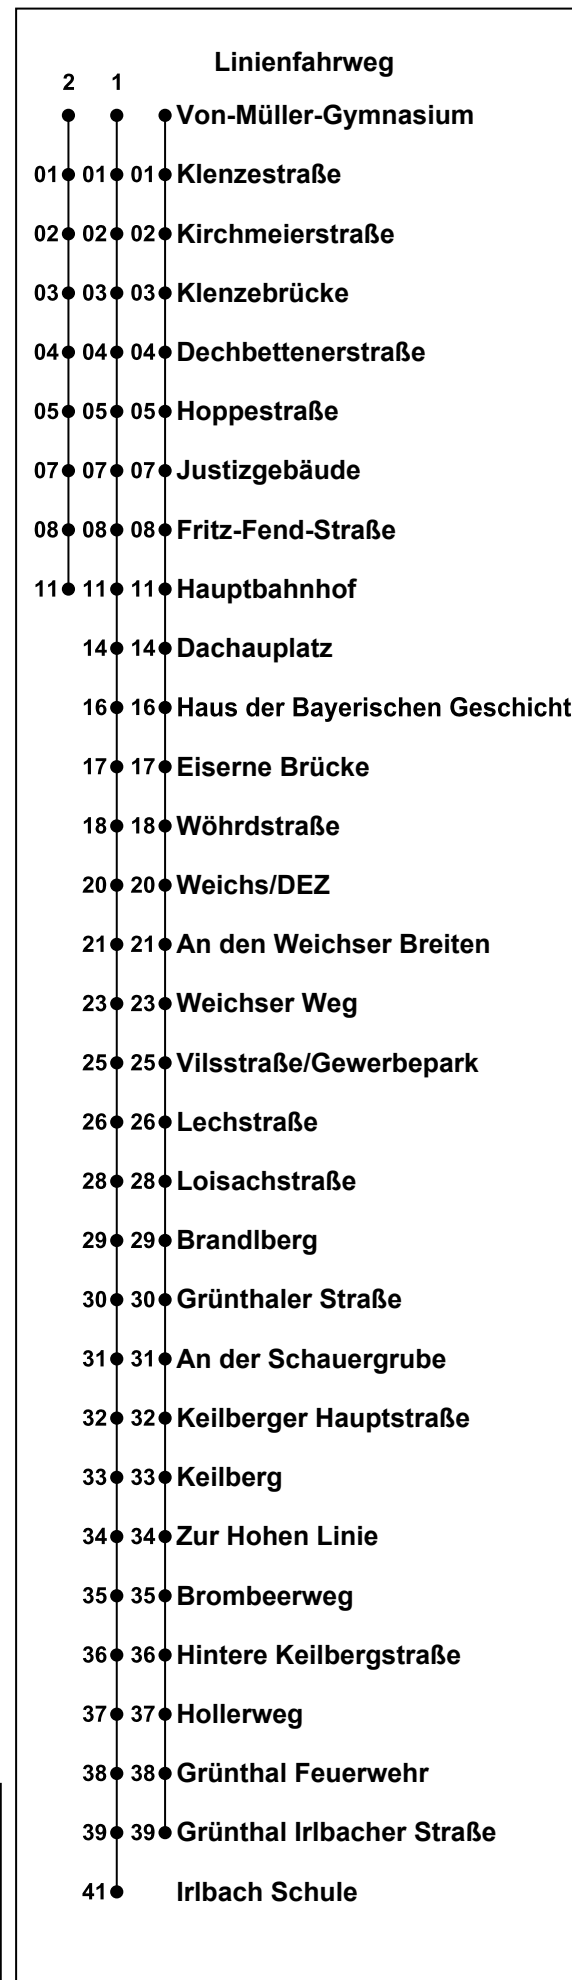 Linienfahrweg
2 1
Von-Müller-Gymnasium
01 01 01 Klenzestraße
02 02 02 Kirchmeierstraße
03 03 03 Klenzebrücke
04 04 04 Dechbettenerstraße
05 05 05 Hoppestraße
07 07 07 Justizgebäude
08 08 08 Fritz-Fend-Straße
11 11 11 Hauptbahnhof
14 14 Dachauplatz
16 16 Haus der Bayerischen Geschicht
17 17 Eiserne Brücke
18 18 Wöhrdstraße
20 20 Weichs/DEZ
21 21 An den Weichser Breiten
23 23 Weichser Weg
25 25 Vilsstraße/Gewerbepark
26 26 Lechstraße
28 28 Loisachstraße
29 29 Brandlberg
30 30 Grünthaler Straße
31 31 An der Schauergrube
32 32 Keilberger Hauptstraße
33 33 Keilberg
34 34 Zur Hohen Linie
35 35 Brombeerweg
36 36 Hintere Keilbergstraße
37 37 Hollerweg
38 38 Grünthal Feuerwehr
39 39 Grünthal Irlbacher Straße
41 Irlbach Schule